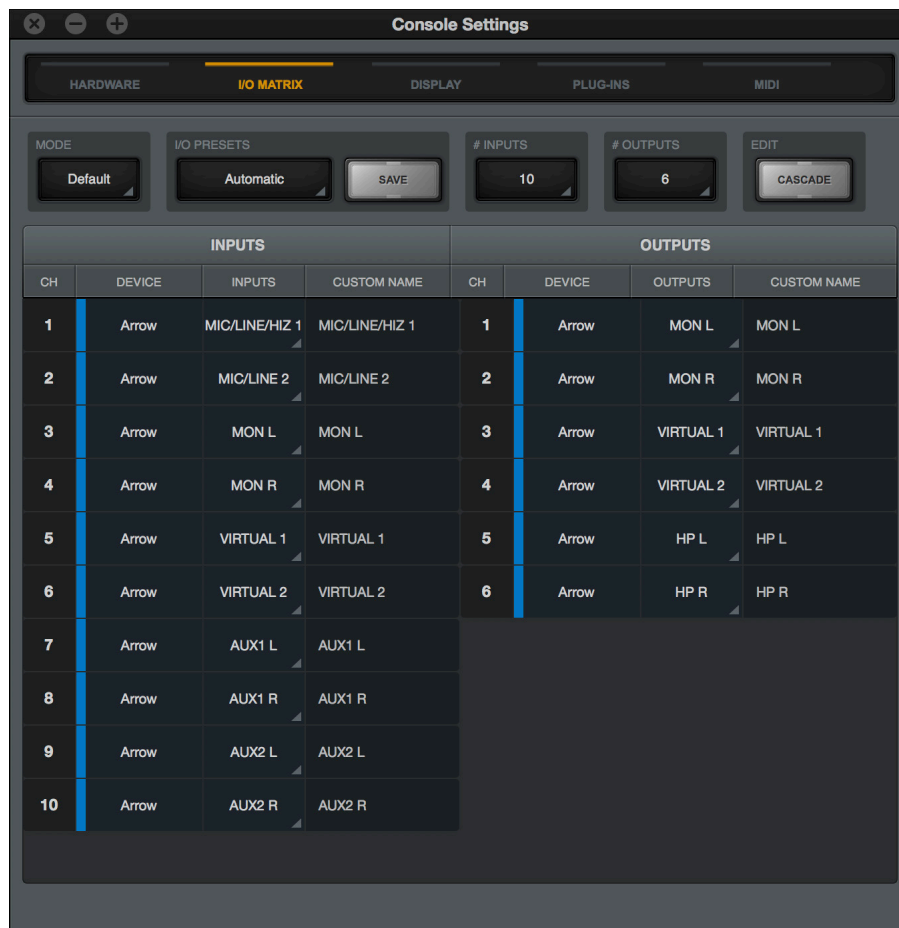 Console Settings
HARDWARE I/O MATRIX DISPLAY PLUG-INS MIDI
MODE I/O PRESETS # INPUTS # OUTPUTS EDIT
Default Automatic SAVE 10 6 CASCADE
INPUTS OUTPUTS
CH DEVICE INPUTS CUSTOM NAME CH DEVICE OUTPUTS CUSTOM NAME
1 Arrow MIC/LINE/HIZ 1 MIC/LINE/HIZ 1 1 Arrow MON L MON L
2 Arrow MIC/LINE 2 MIC/LINE 2 2 Arrow MON R MON R
3 Arrow MON L MON L 3 Arrow VIRTUAL 1 VIRTUAL 1
4 Arrow MON R MON R 4 Arrow VIRTUAL 2 VIRTUAL 2
5 Arrow VIRTUAL 1 VIRTUAL 1 5 Arrow HP L HP L
6 Arrow VIRTUAL 2 VIRTUAL 2 6 Arrow HP R HP R
7 Arrow AUX1 L AUX1 L
8 Arrow AUX1 R AUX1 R
9 Arrow AUX2 L AUX2 L
10 Arrow AUX2 R AUX2 R